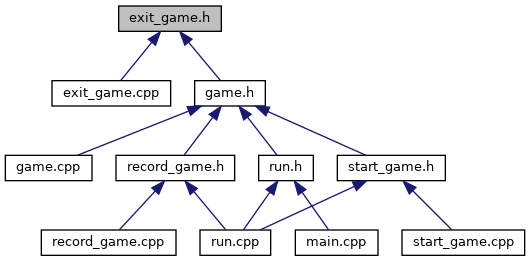 exit_game.h
exit_game.cpp
game.h
game.cpp
record_game.h
run.h
start_game.h
record_game.cpp
run.cpp
main.cpp
start_game.cpp